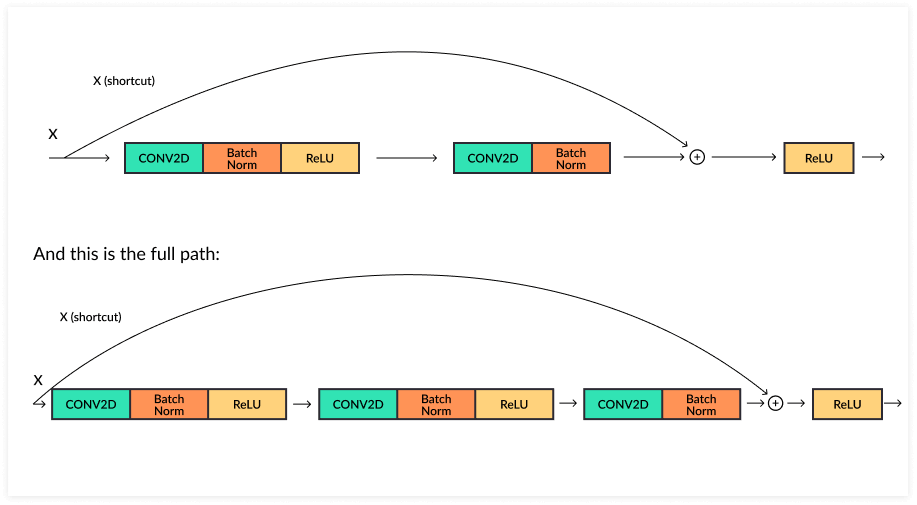 X (shortcut)
X
CONV2D
Batch
Norm
ReLU
CONV2D
Batch
Norm
+
ReLU
And this is the full path:
X (shortcut)
X
CONV2D
Batch
Norm
ReLU
CONV2D
Batch
Norm
ReLU
CONV2D
Batch
Norm
+
ReLU